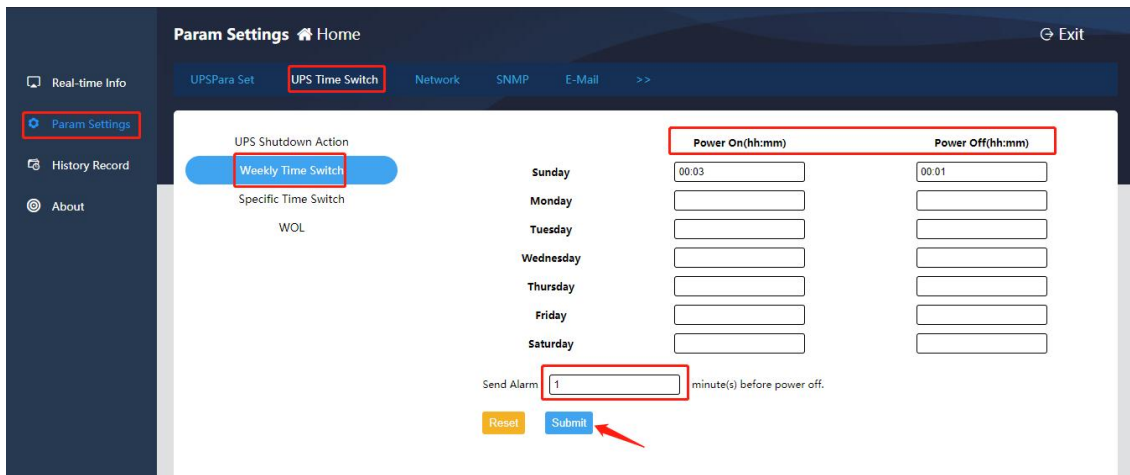 Param Settings Home
Exit
Real-time Info
Param Settings
History Record
About
UPSPara Set UPS Time Switch Network SNMP E-Mail >>
UPS Shutdown Action
Weekly Time Switch
Specific Time Switch
WOL
Power On(hh:mm) Power Off(hh:mm)
Sunday 00:03 00:01
Monday
Tuesday
Wednesday
Thursday
Friday
Saturday
Send Alarm 1 minute(s) before power off.
Reset Submit